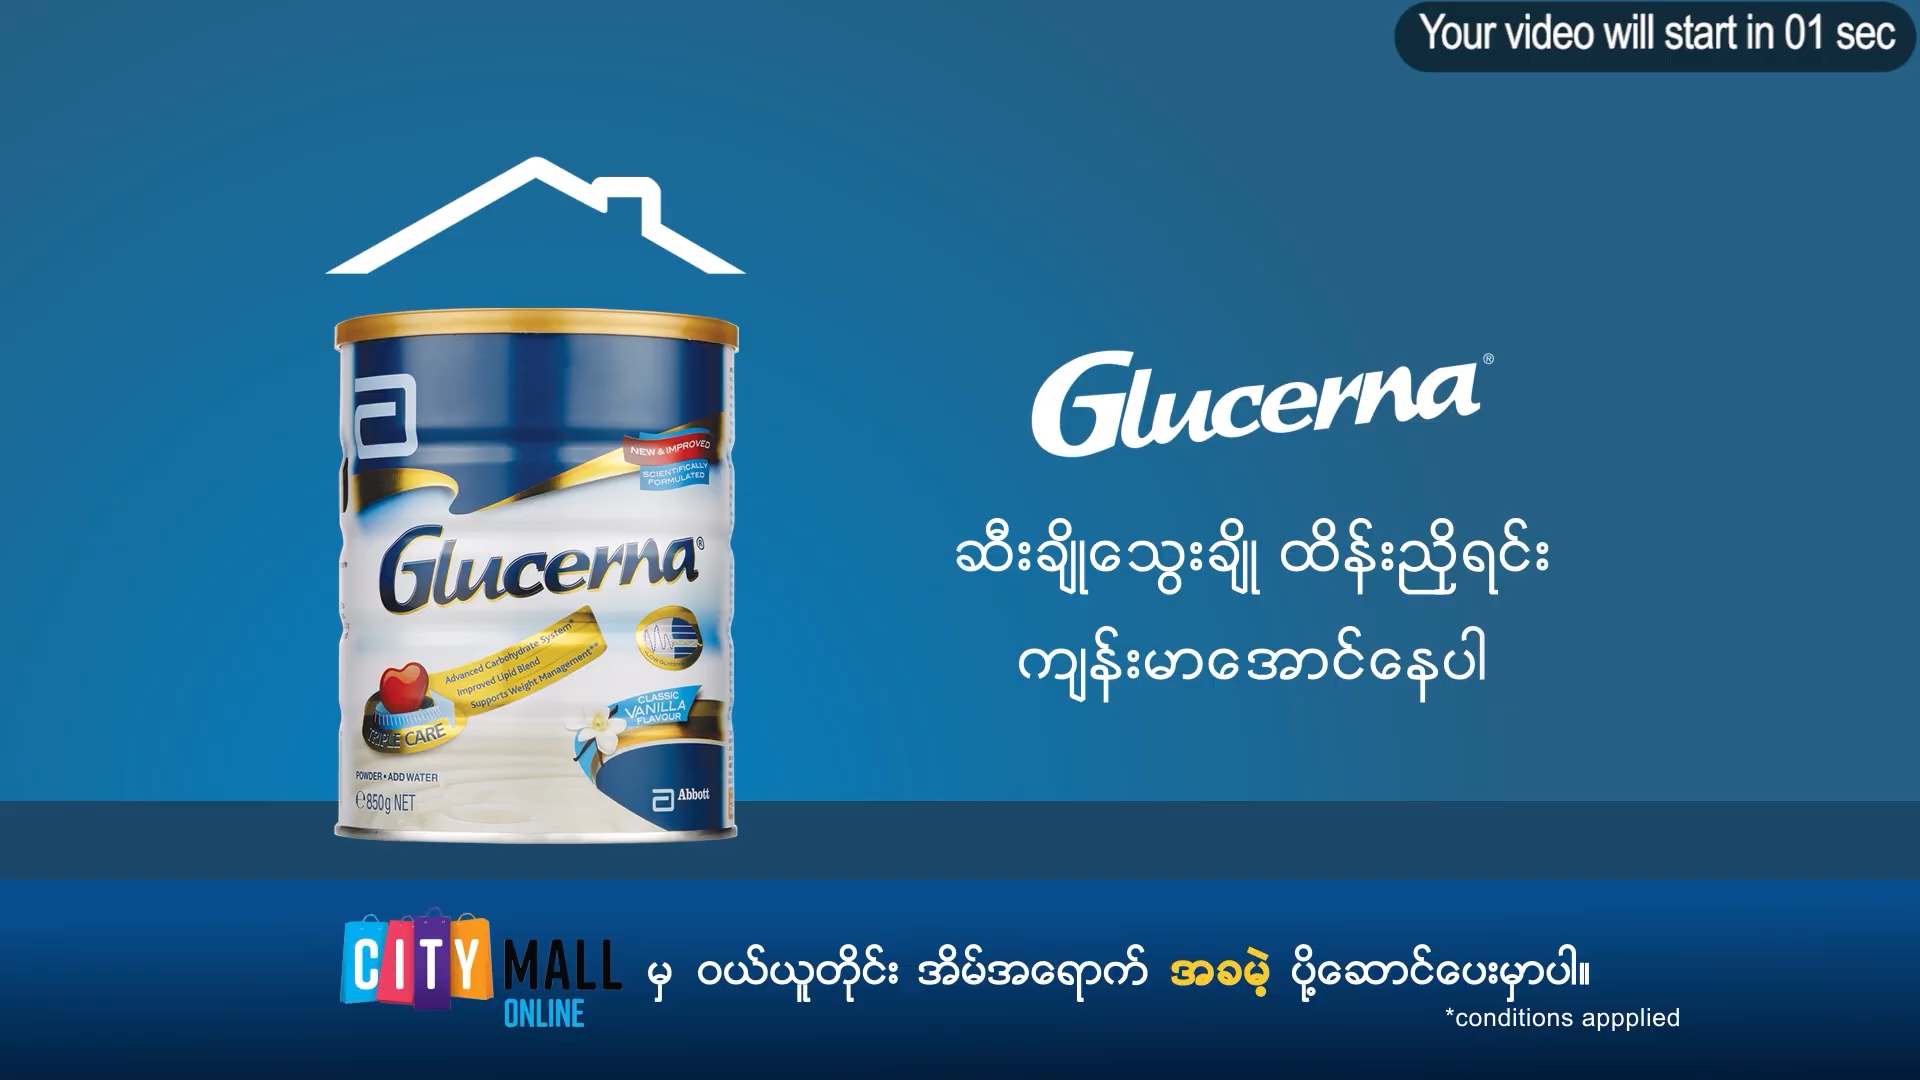 Your video will start in 01 sec
Glucerna®
ဆီးချိုသွေးချို ထိန်းညှိရင်း
ကျန်းမာအောင်နေပါ
NEW & IMPROVED
SCIENTIFICALLY
FORMULATED
Glucerna®
Advanced Carbohydrate System*
Improved Lipid Blend
Supports Weight Management**
TRIPLE CARE
CLASSIC
VANILLA
FLAVOUR
POWDER • ADD WATER
℮ 850g NET
Abbott
CITY MALL
ONLINE
မှ ဝယ်ယူတိုင်း အိမ်အရောက် အခမဲ့ ပို့ဆောင်ပေးမှာပါ။
*conditions appplied